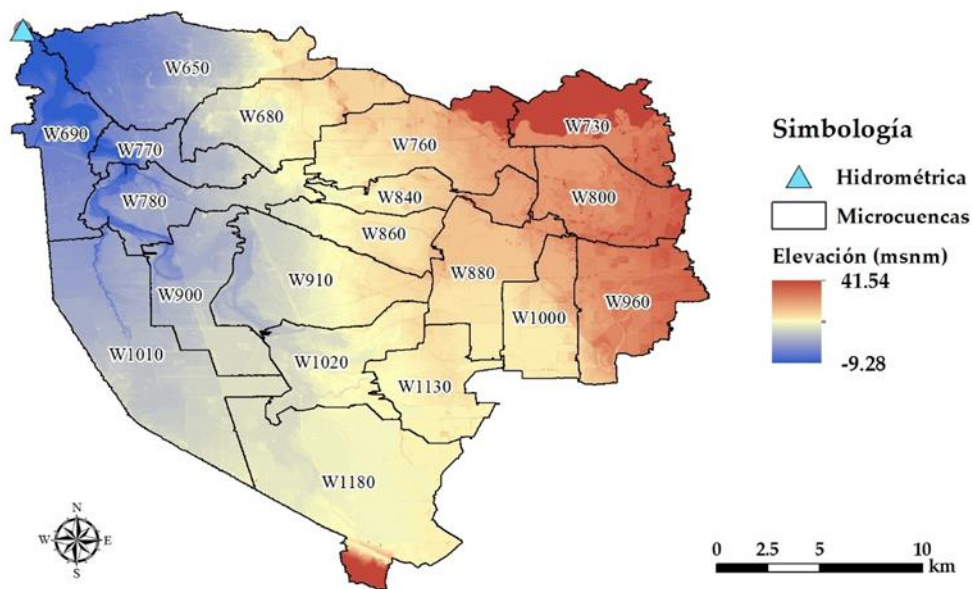 W650
W680
W690
W770
W760
W730
W780
W840
W800
W860
W880
W910
W900
W960
W1000
W1010
W1020
W1130
W1180
N
W
E
S
Simbología
Hidrométrica
Microcuencas
Elevación (msnm)
41.54
-9.28
0 2.5 5 10
km